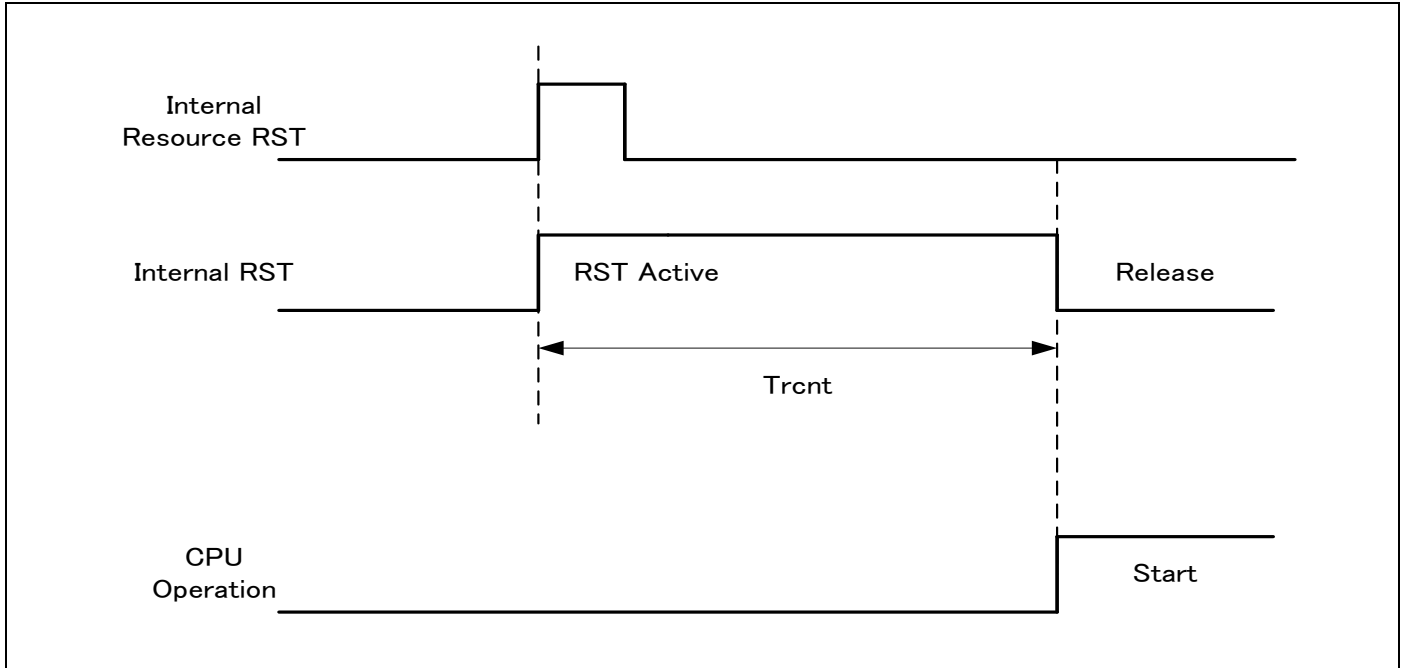 Internal
Resource RST
Internal RST
RST Active
Release
Trcnt
CPU
Operation
Start